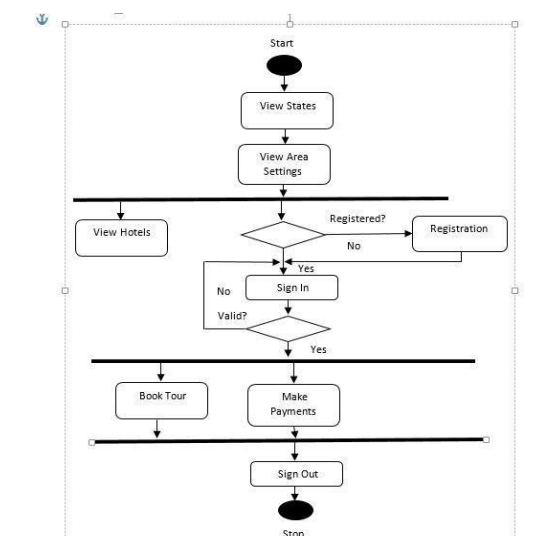 Start
View States
View Area
Settings
Registered?
View Hotels
Registration
No
Yes
Sign In
No
Valid?
Yes
Book Tour
Make
Payments
Sign Out
Stop